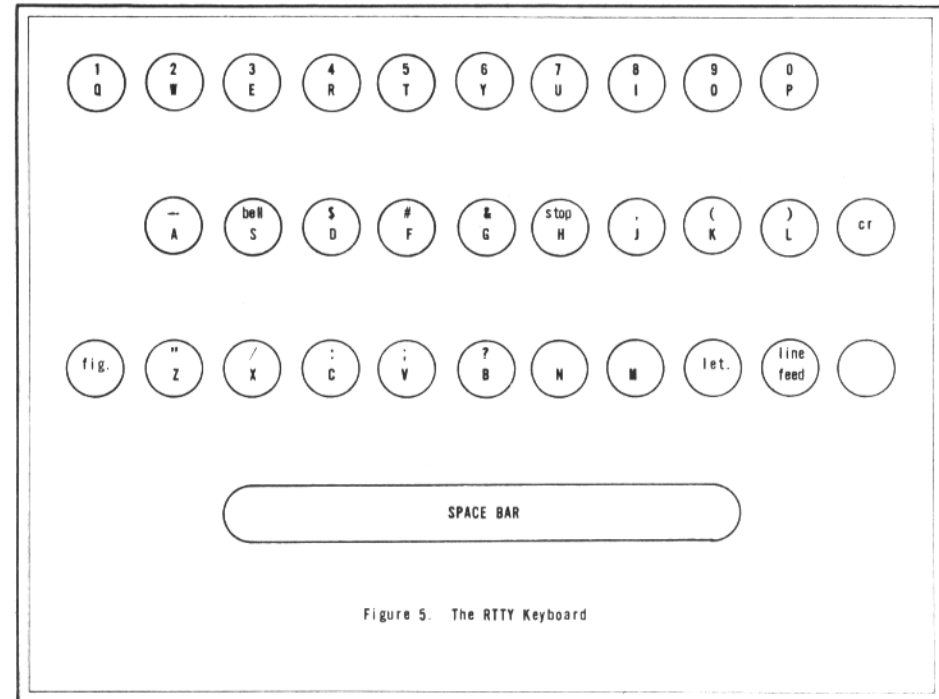 1 2 3 4 5 6 7 8 9 0
Q W E R T Y U I O P
— bell $ # & stop , ( )
A S D F G H J K L cr
fig. " / : ; ? let. line
Z X C V B N M feed
SPACE BAR
Figure 5. The RTTY Keyboard